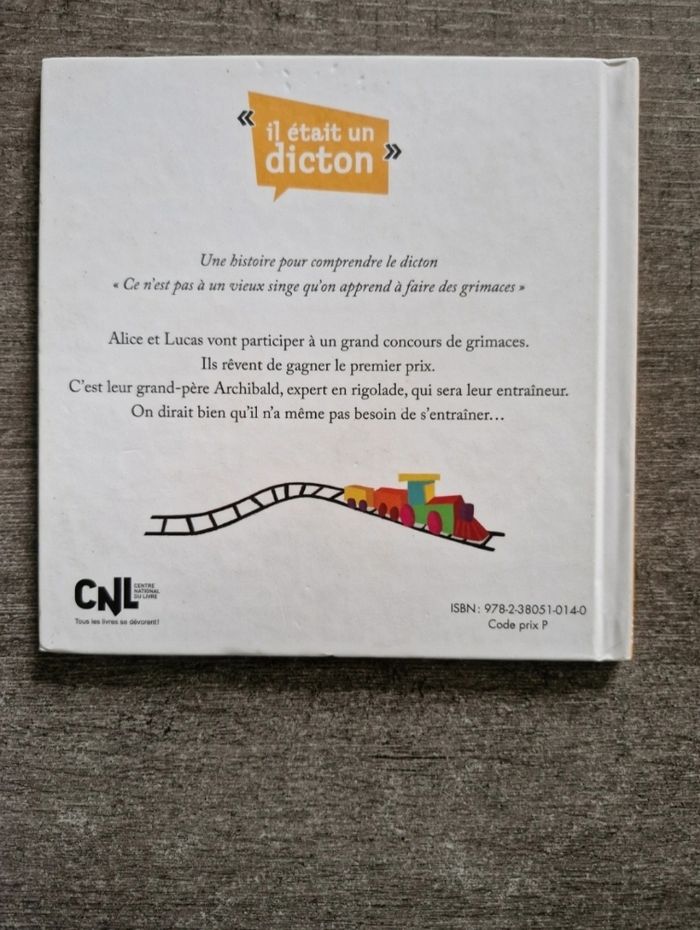 « il était un
dicton »
Une histoire pour comprendre le dicton
« Ce n'est pas à un vieux singe qu'on apprend à faire des grimaces »
Alice et Lucas vont participer à un grand concours de grimaces.
Ils rêvent de gagner le premier prix.
C'est leur grand-père Archibald, expert en rigolade, qui sera leur entraîneur.
On dirait bien qu'il n'a même pas besoin de s'entraîner…
CNL CENTRE
NATIONAL
DU LIVRE
Tous les livres se dévorent!
ISBN: 978-2-38051-014-0
Code prix P